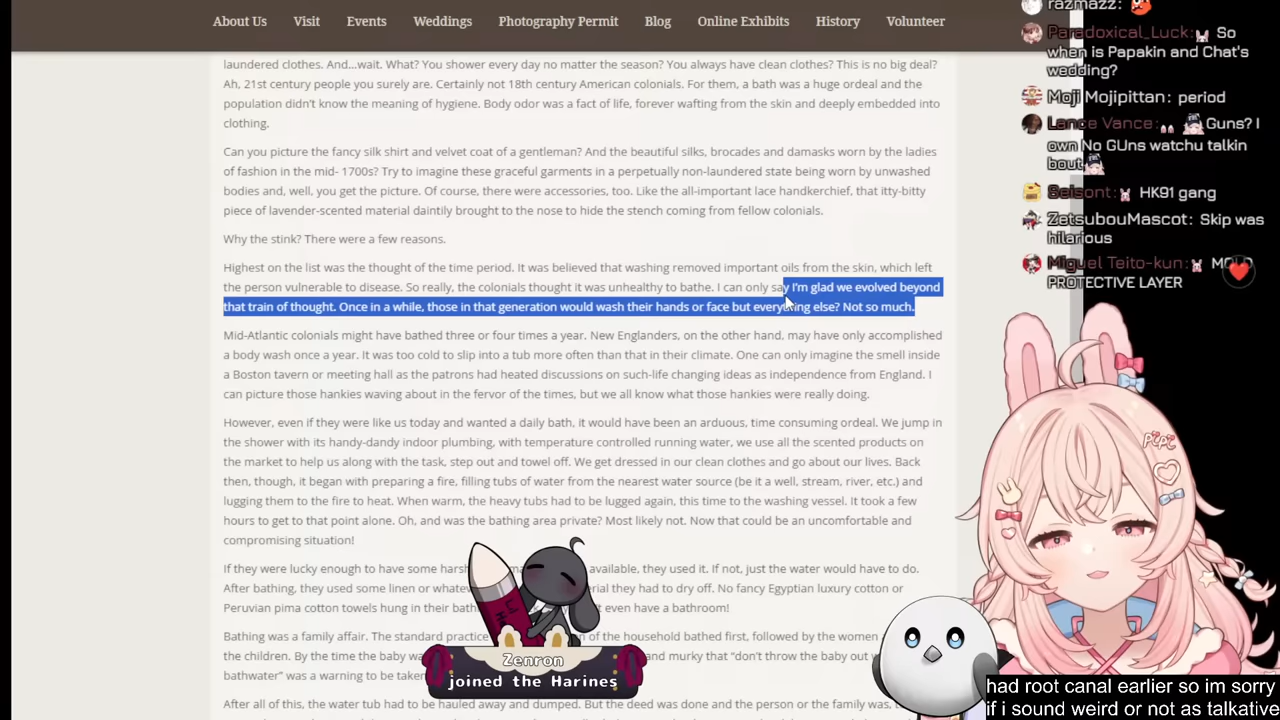 About Us Visit Events Weddings Photography Permit Blog Online Exhibits History Volunteer
laundered clothes. And...wait. What? You shower every day no matter the season? You always have clean clothes? This is no big deal?
Ah, 21st century people you surely are. Certainly not 18th century American colonials. For them, a bath was a huge ordeal and the
population didn't know the meaning of hygiene. Body odor was a fact of life, forever wafting from the skin and deeply embedded into
clothing.
Can you picture the fancy silk shirt and velvet coat of a gentleman? And the beautiful silks, brocades and damasks worn by the ladies
of fashion in the mid- 1700s? Try to imagine these graceful garments in a perpetually non-laundered state being worn by unwashed
bodies and, well, you get the picture. Of course, there were accessories, too. Like the all-important lace handkerchief, that itty-bitty
piece of lavender-scented material daintily brought to the nose to hide the stench coming from fellow colonials.
Why the stink? There were a few reasons.
Highest on the list was the thought of the time period. It was believed that washing removed important oils from the skin, which left
the person vulnerable to really, the colonials thought it was unhealthy to bathe. I can only say I'm glad we evolved beyond
that train of thought. Once in a while, those in that generation would wash their hands or face but everything else? Not so much.
Mid-Atlantic colonials might have bathed three or four times a year. New Englanders, on the other hand, may have only accomplished
a body wash once a year. It was too cold to slip into a tub more often than that in their climate. One can only imagine the smell inside
a Boston tavern or meeting hall as the patrons had heated discussions on such-life changing ideas as independence from England. I
can picture those hankies waving about in the fervor of the times, but we all know what those hankies were really doing.
However, even if they were like us today and wanted a daily bath, it would have been an arduous, time consuming ordeal. We jump in
the shower with its handy-dandy indoor plumbing, with temperature controlled running water, we use all the scented products on
the market to help us along with the task, step out and towel off. We get dressed in our clean clothes and go about our lives. Back
then, though, it began with preparing a fire, filling tubs of water from the nearest water source (be it a well, stream, river, etc.) and
lugging them to the fire to heat. When warm, the heavy tubs had to be lugged again, this time to the washing vessel. It took a few
hours to get to that point alone. Oh, and was the bathing area private? Most likely not. Now that could be an uncomfortable and
compromising situation!
If they were lucky enough to have some harsh available, they used it. If not, just the water would have to do.
After bathing, they used some linen or whatev they had to dry off. No fancy Egyptian luxury cotton or
Peruvian pima cotton towels hung in their bath even have a bathroom!
Bathing was a family affair. The standard practice of the household bathed first, followed by the women
the children. By the time the baby wa and murky that "don't throw the baby out
bathwater" was a warning to be taken
After all of this, the water tub had to be hauled away and dumped. But the deed was done and the person or the family was,
razmazz:
Paradoxical_Luck: So
when is Papakin and Chat's
wedding?
Moji Mojipittan: period
Lance Vance: Guns? I
own No GUns watchu talkin
bout
Seisont: HK91 gang
ZetsubouMascot: Skip was
hilarious
Miguel Teito-kun:
PROTECTIVE LAYER
Pipi
Zenron
joined the Harines
had root canal earlier so im sorry
if i sound weird or not as talkative